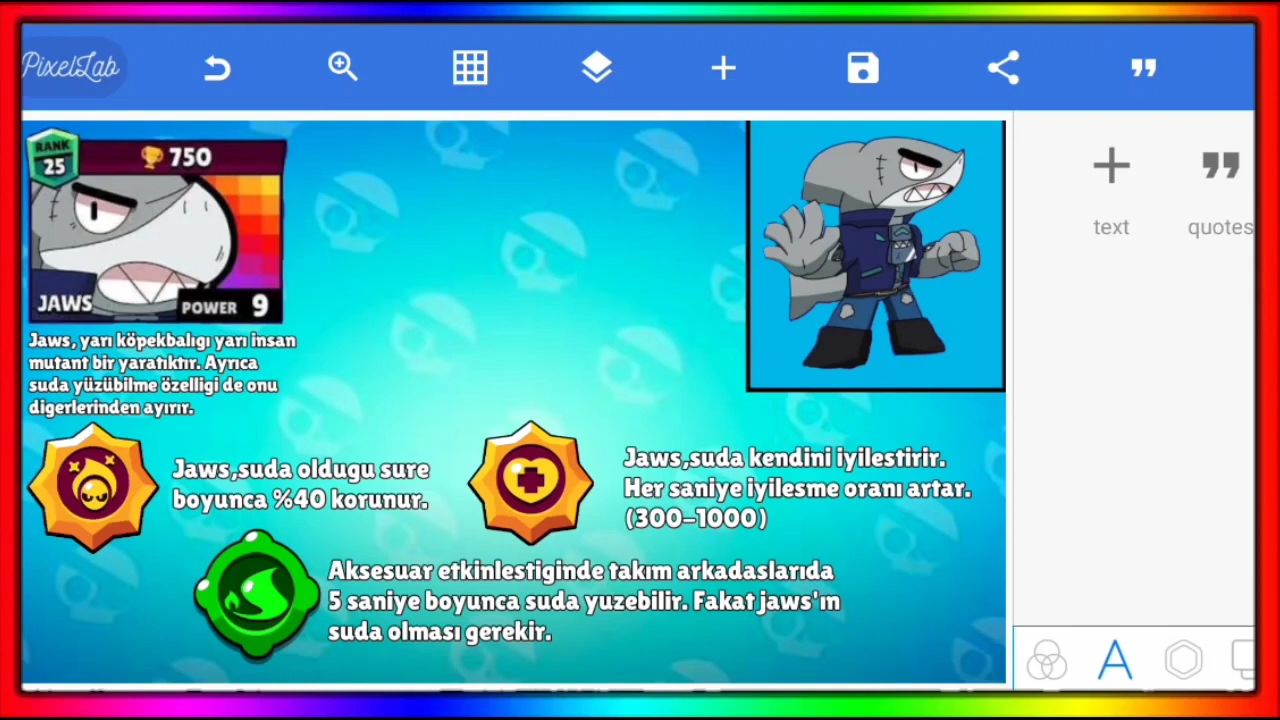 PixelLab
RANK
25
750
JAWS
POWER 9
Jaws, yarı köpekbalıgı yarı insan
mutant bir yaratıktır. Ayrıca
suda yüzübilme özelligi de onu
digerlerinden ayırır.
Jaws,suda oldugu sure
boyunca %40 korunur.
Jaws,suda kendini iyilestirir.
Her saniye iyilesme oranı artar.
(300-1000)
Aksesuar etkinlestiginde takım arkadaslarıda
5 saniye boyunca suda yuzebilir. Fakat jaws'ın
suda olması gerekir.
text
quotes
A